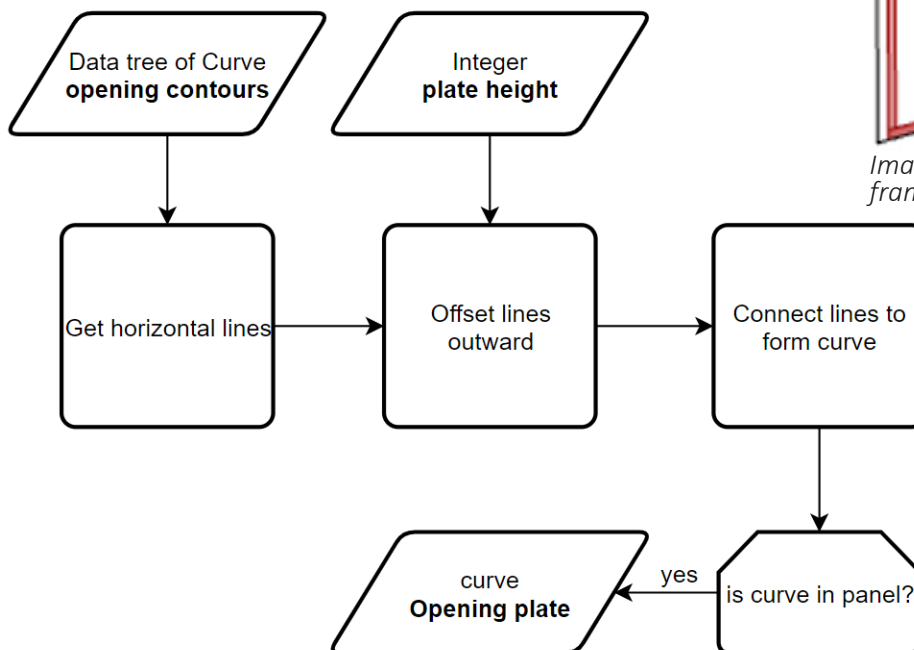 Data tree of Curve
opening contours
Integer
plate height
Get horizontal lines
Offset lines
outward
Connect lines to
form curve
is curve in panel?
yes
curve
Opening plate